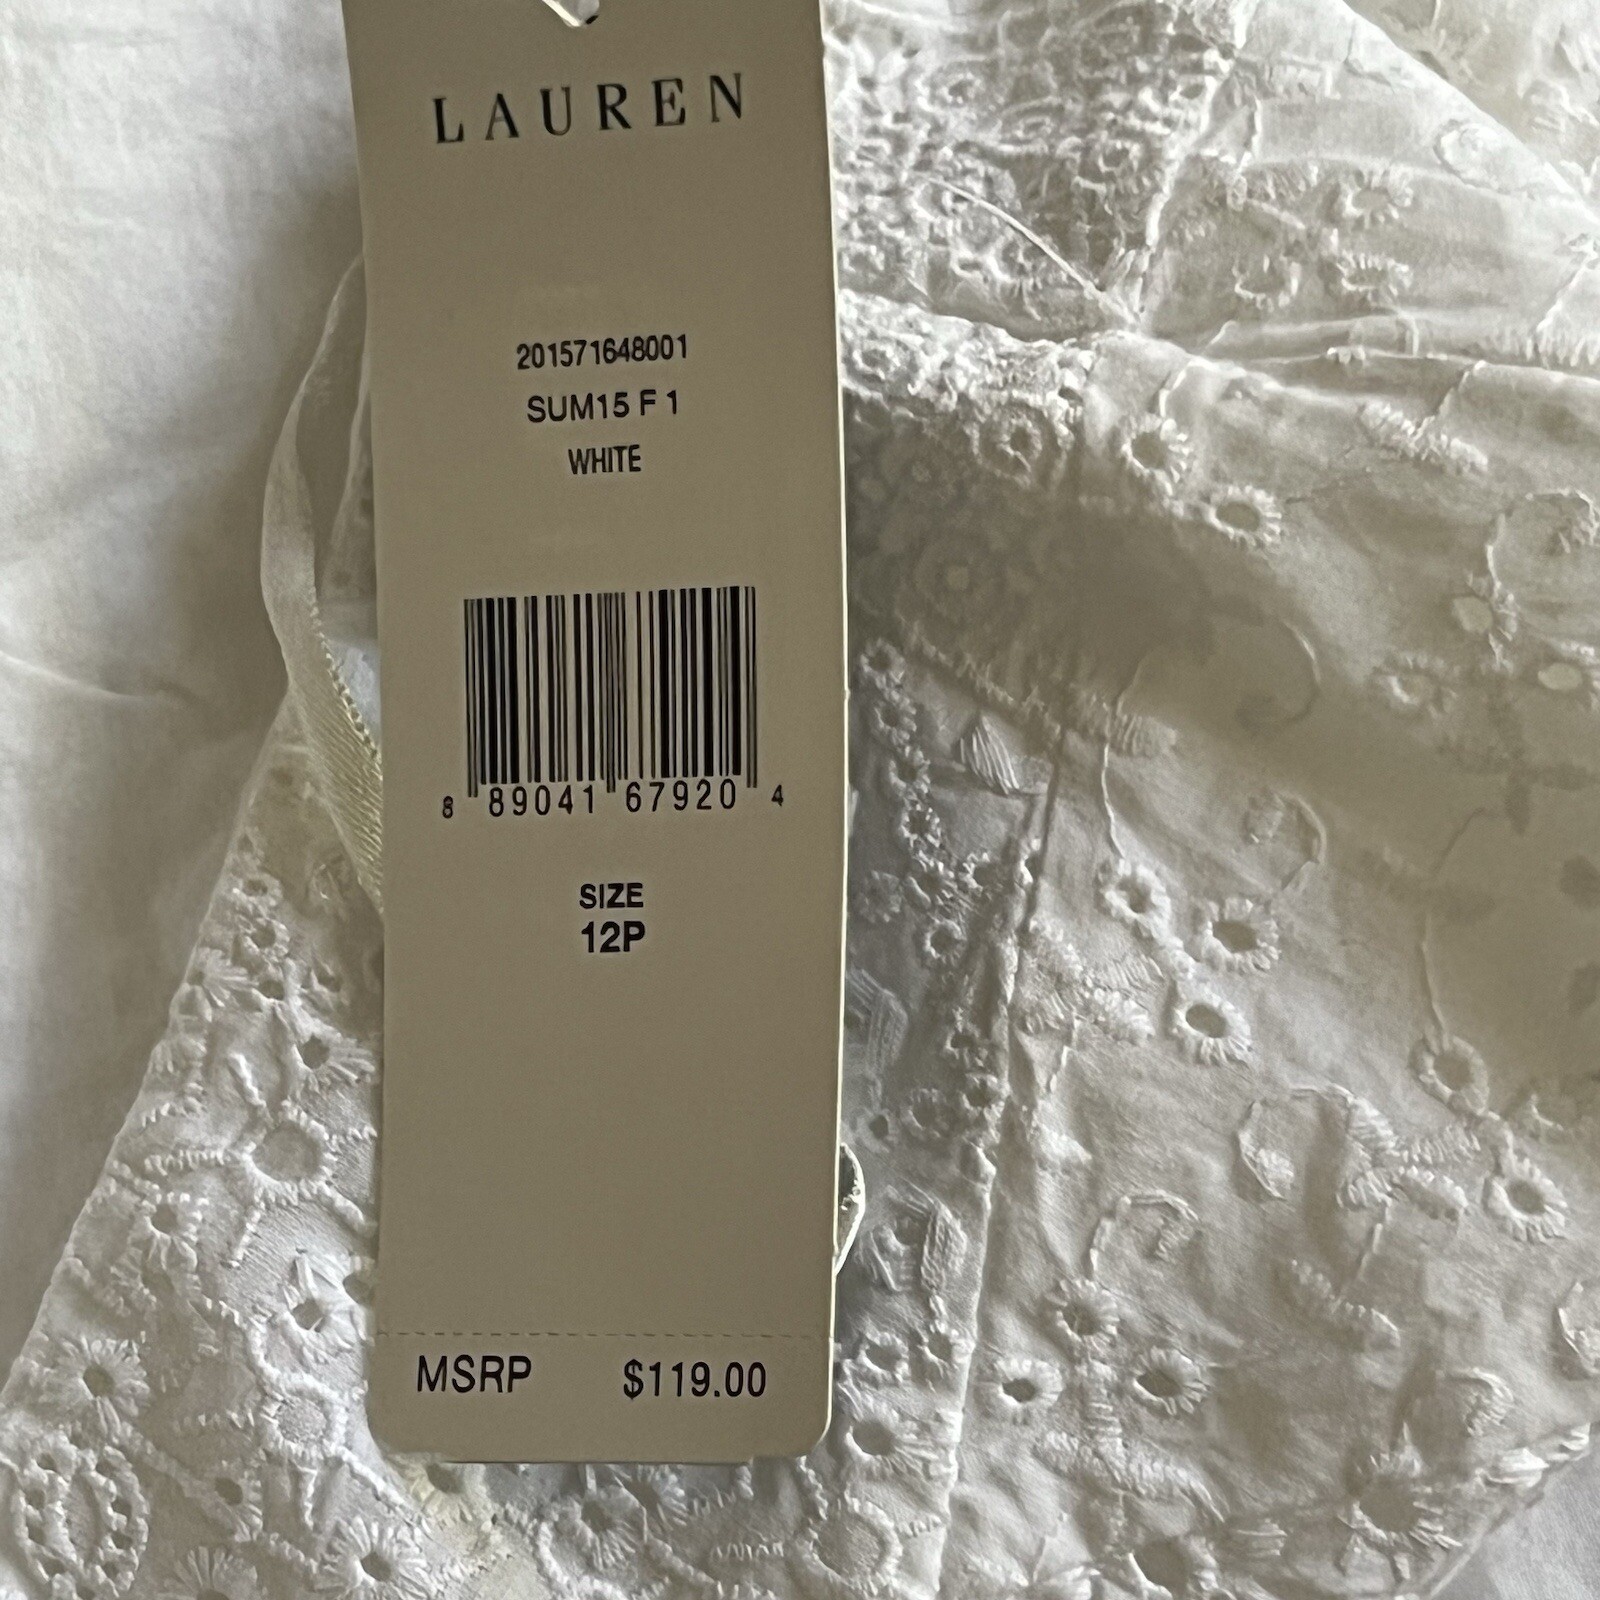 LAUREN
201571648001
SUM15 F 1
WHITE
8 89041 67920 4
SIZE
12P
MSRP $119.00